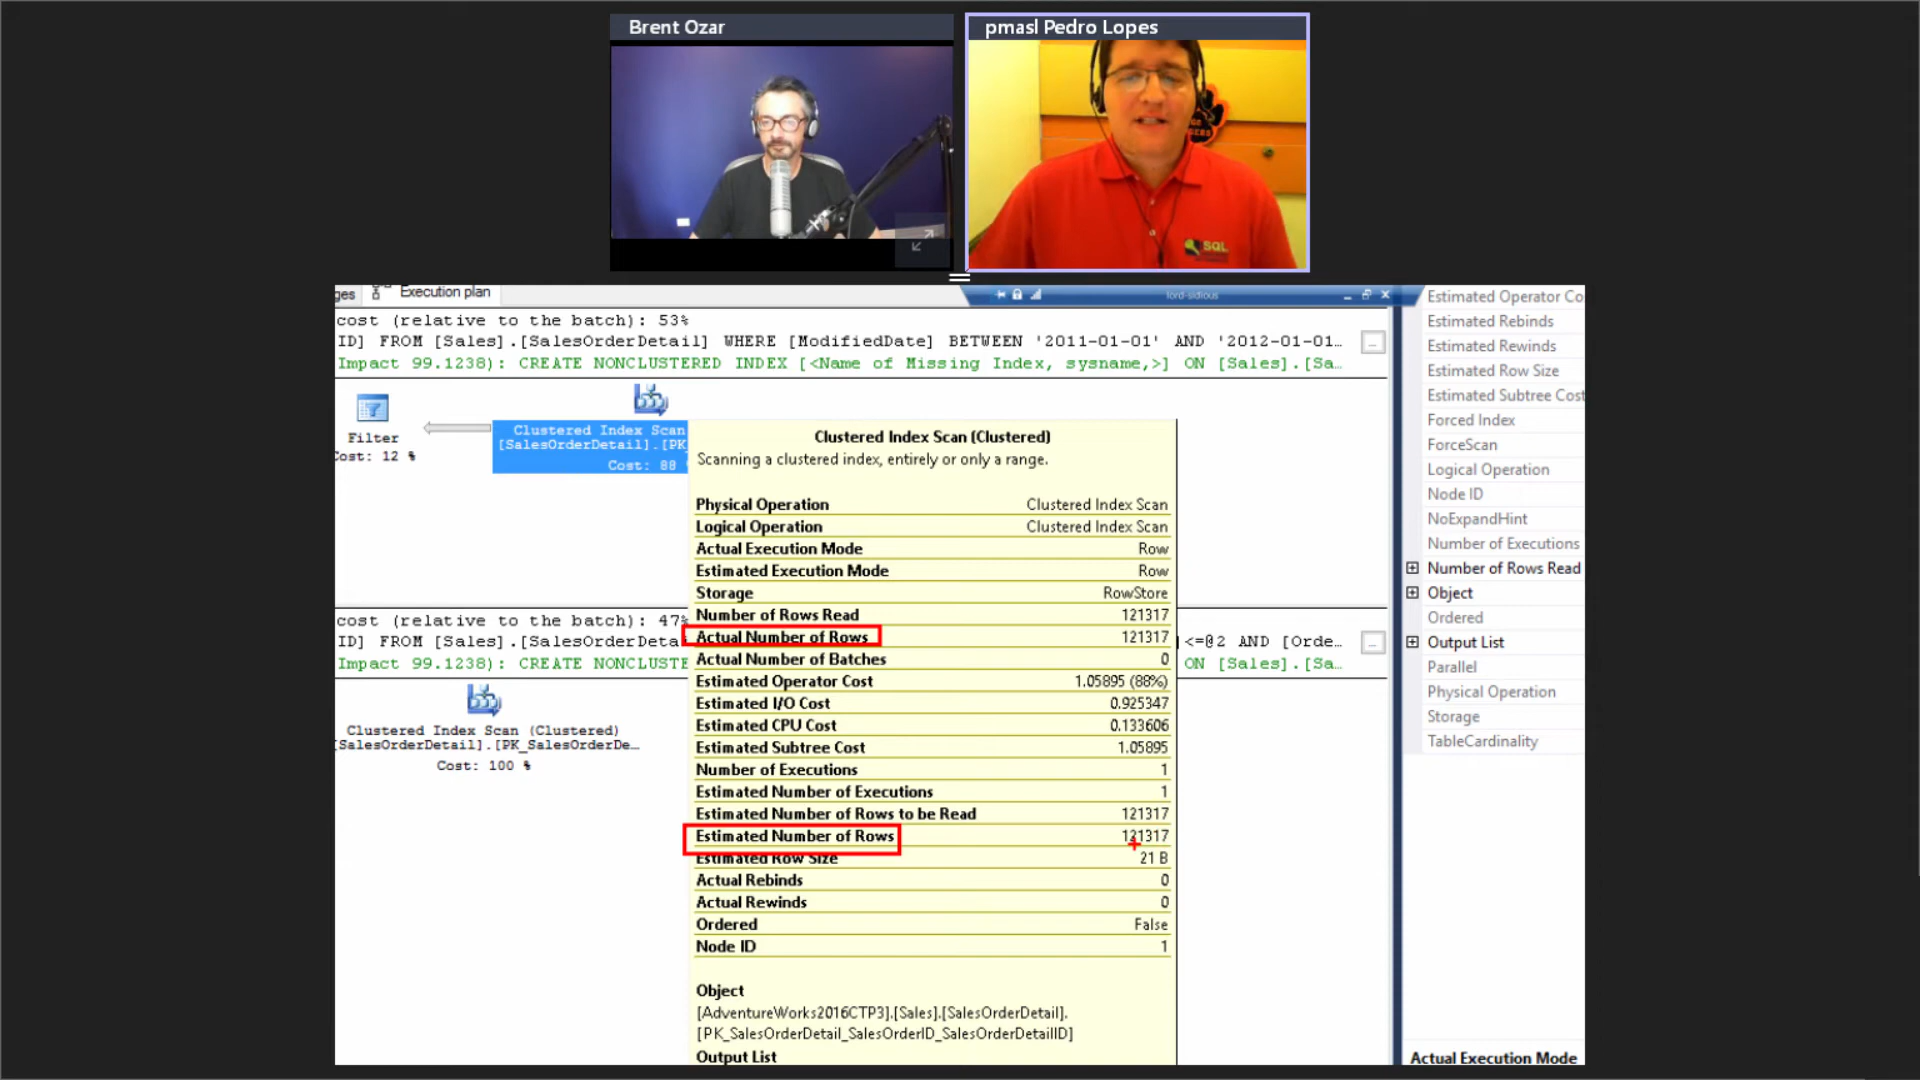 Brent Ozar
pmasl Pedro Lopes
SQL
ges
Execution plan
lord-sidious
cost (relative to the batch): 53%
ID] FROM [Sales].[SalesOrderDetail] WHERE [ModifiedDate] BETWEEN '2011-01-01' AND '2012-01-01...
Impact 99.1238): CREATE NONCLUSTERED INDEX [<Name of Missing Index, sysname,>] ON [Sales].[Sa...
Filter
Cost: 12 %
Clustered Index Scan
[SalesOrderDetail].[PK
Cost: 88
Clustered Index Scan (Clustered)
Scanning a clustered index, entirely or only a range.
Physical Operation Clustered Index Scan
Logical Operation Clustered Index Scan
Actual Execution Mode Row
Estimated Execution Mode Row
Storage RowStore
Number of Rows Read 121317
Actual Number of Rows 121317
Actual Number of Batches 0
Estimated Operator Cost 1.05895 (88%)
Estimated I/O Cost 0.925347
Estimated CPU Cost 0.133606
Estimated Subtree Cost 1.05895
Number of Executions 1
Estimated Number of Executions 1
Estimated Number of Rows to be Read 121317
Estimated Number of Rows 121317
Estimated Row Size 21 B
Actual Rebinds 0
Actual Rewinds 0
Ordered False
Node ID 1
Object
[AdventureWorks2016CTP3].[Sales].[SalesOrderDetail].
[PK_SalesOrderDetail_SalesOrderID_SalesOrderDetailID]
Output List
cost (relative to the batch): 47%
ID] FROM [Sales].[SalesOrderDeta <=@2 AND [Orde...
Impact 99.1238): CREATE NONCLUSTE ON [Sales].[Sa...
Clustered Index Scan (Clustered)
[SalesOrderDetail].[PK_SalesOrderDe...
Cost: 100 %
Estimated Operator Co
Estimated Rebinds
Estimated Rewinds
Estimated Row Size
Estimated Subtree Cost
Forced Index
ForceScan
Logical Operation
Node ID
NoExpandHint
Number of Executions
Number of Rows Read
Object
Ordered
Output List
Parallel
Physical Operation
Storage
TableCardinality
Actual Execution Mode